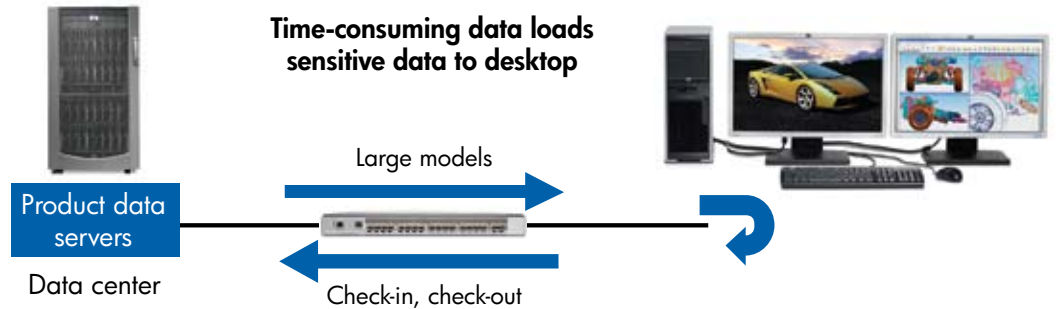 Time-consuming data loads
sensitive data to desktop
Large models
Product data
servers
Data center
Check-in, check-out